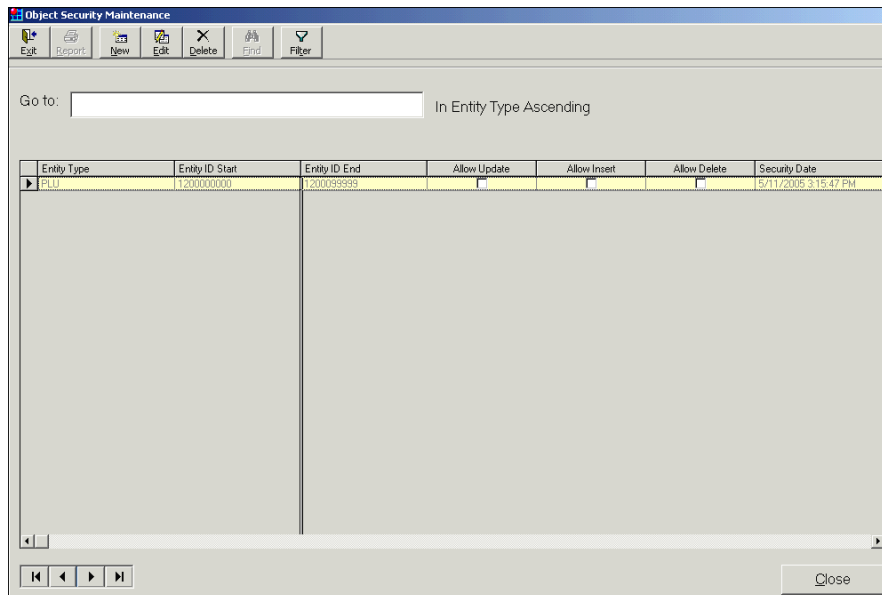 Object Security Maintenance
Exit Report New Edit Delete Find Filter
Go to: In Entity Type Ascending
Entity Type Entity ID Start Entity ID End Allow Update Allow Insert Allow Delete Security Date
PLU 1200000000 1200099999 5/11/2005 3:15:47 PM
Close